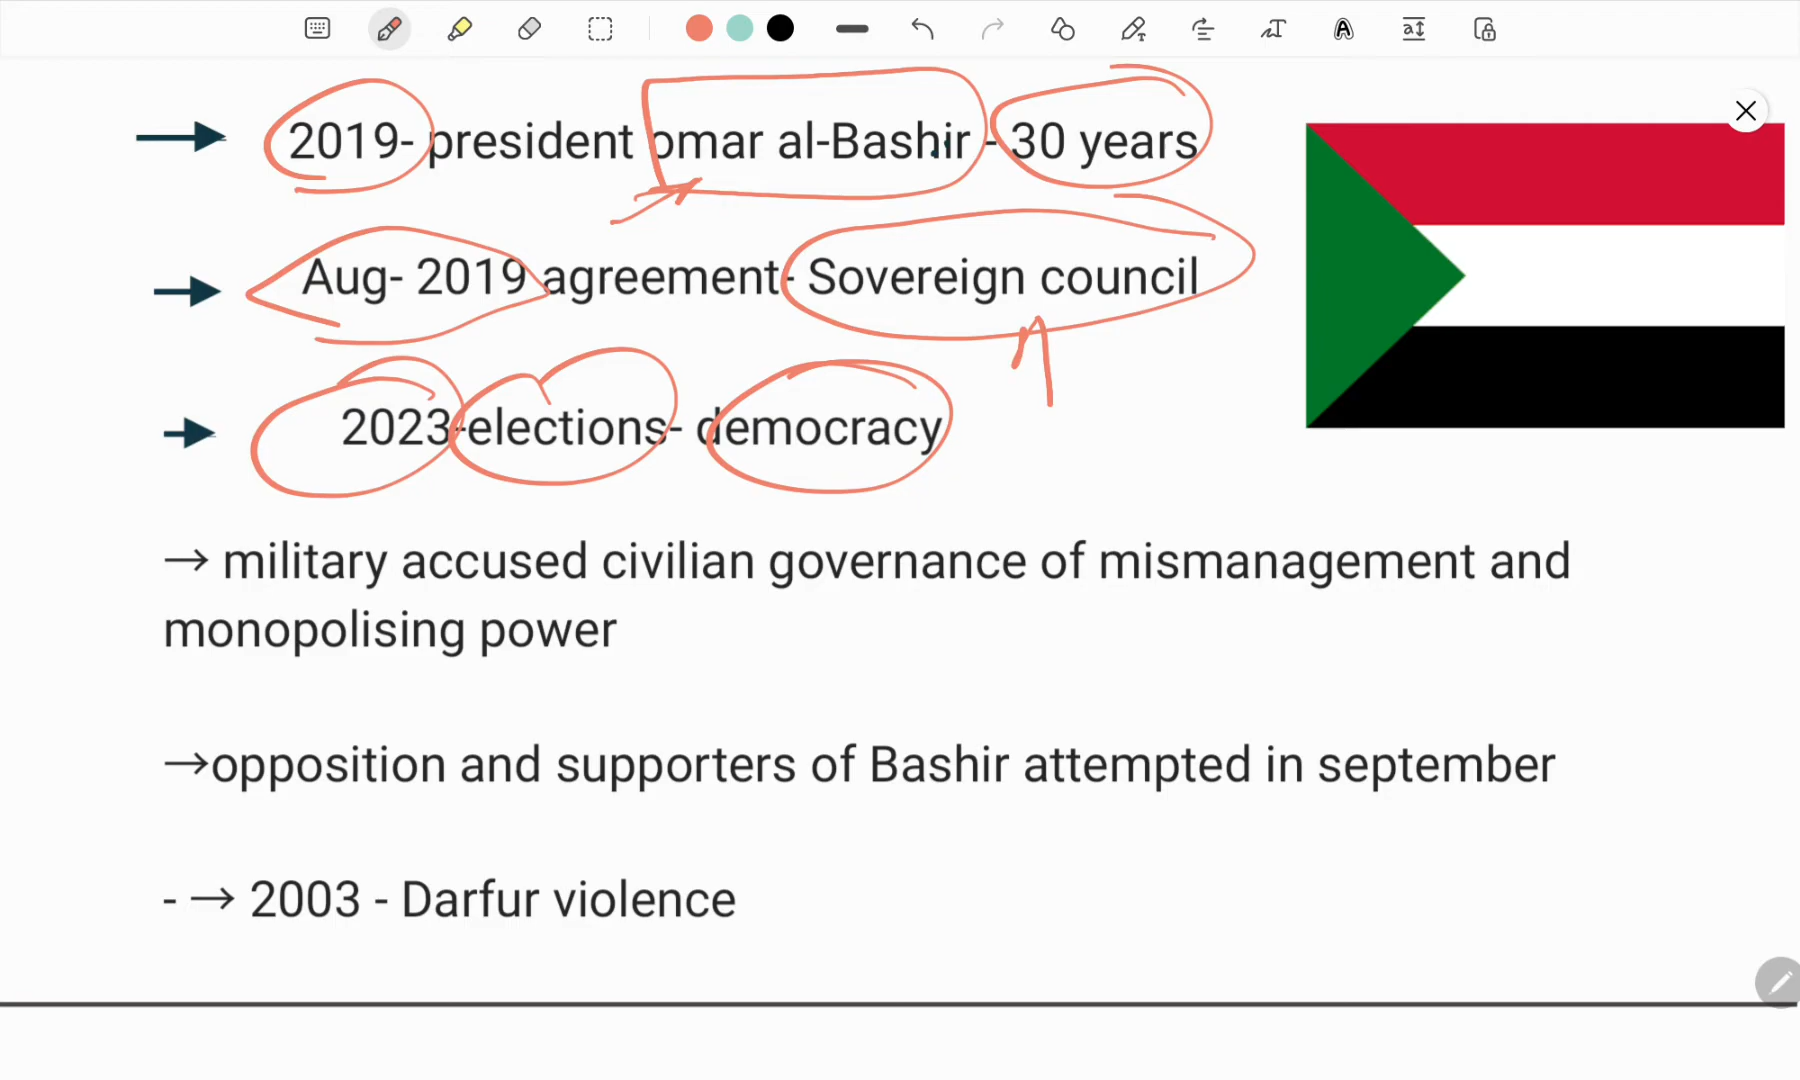 2019- president omar al-Bashir - 30 years
Aug- 2019 agreement- Sovereign council
2023-elections- democracy
→ military accused civilian governance of mismanagement and
monopolising power
→opposition and supporters of Bashir attempted in september
- → 2003 - Darfur violence